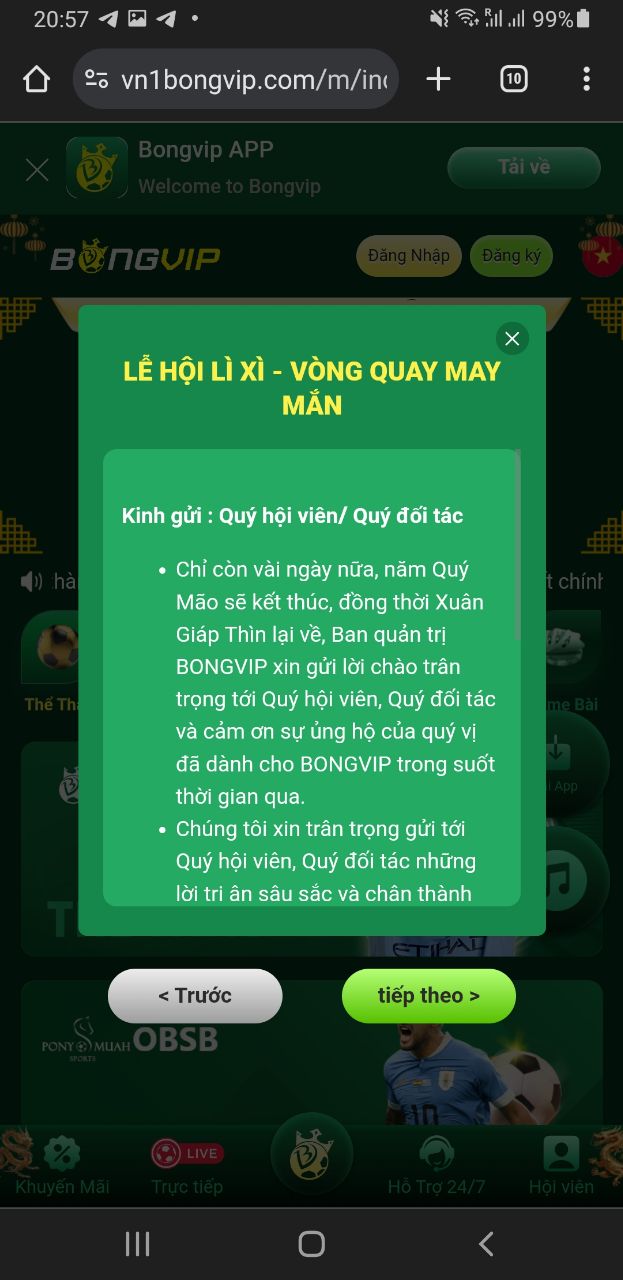 20:57
99%
vn1bongvip.com/m/in
10
Bongvip APP
Welcome to Bongvip
Tải về
BONGVIP
Đăng Nhập
Đăng ký
LỄ HỘI LÌ XÌ - VÒNG QUAY MAY
MẮN
Kinh gửi : Quý hội viên/ Quý đối tác
Chỉ còn vài ngày nữa, năm Quý
Mão sẽ kết thúc, đồng thời Xuân
Giáp Thìn lại về, Ban quản trị
BONGVIP xin gửi lời chào trân
trọng tới Quý hội viên, Quý đối tác
và cảm ơn sự ủng hộ của quý vị
đã dành cho BONGVIP trong suốt
thời gian qua.
Chúng tôi xin trân trọng gửi tới
Quý hội viên, Quý đối tác những
lời tri ân sâu sắc và chân thành
Thể Th
me Bài
App
ETIHAD
< Trước
tiếp theo >
PONY MUAH
SPORTS
OBSB
10
LIVE
Khuyến Mãi
Trực tiếp
Hỗ Trợ 24/7
Hội viên